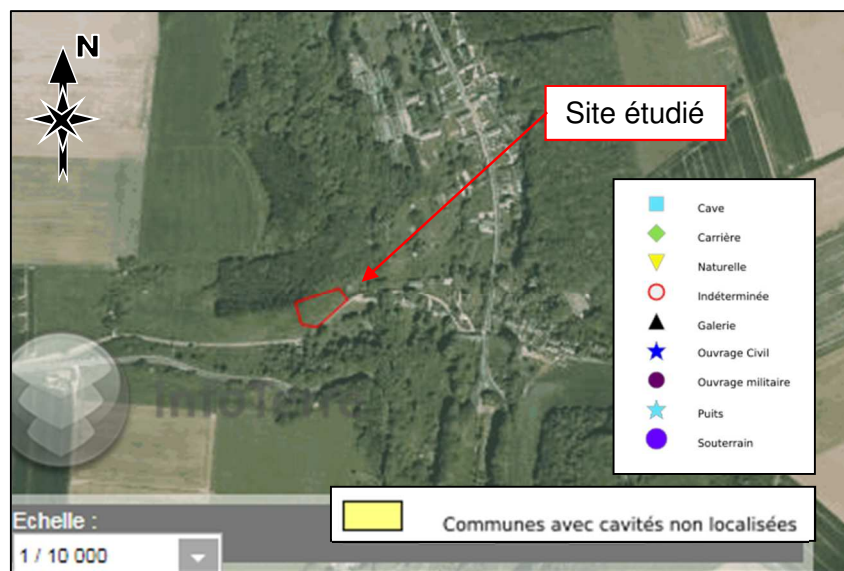 N
Site étudié
Cave
Carrière
Naturelle
Indéterminée
Galerie
Ouvrage Civil
Ouvrage militaire
Puits
Souterrain
InfoTerre
Communes avec cavités non localisées
Echelle :
1 / 10 000